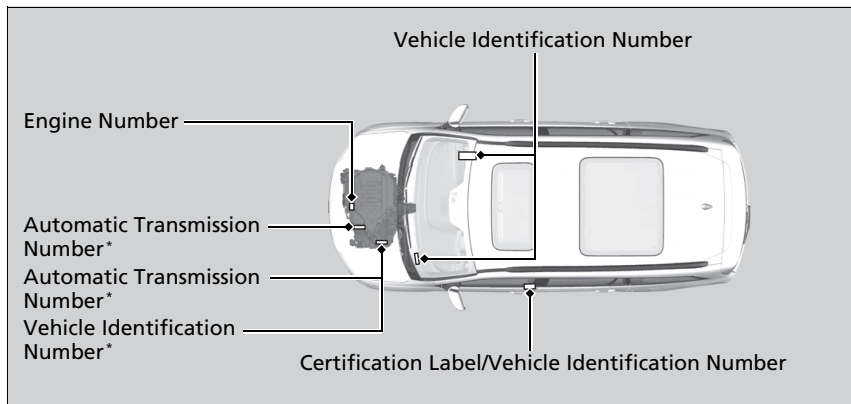 Vehicle Identification Number
Engine Number
Automatic Transmission
Number*
Automatic Transmission
Number*
Vehicle Identification
Number*
Certification Label/Vehicle Identification Number